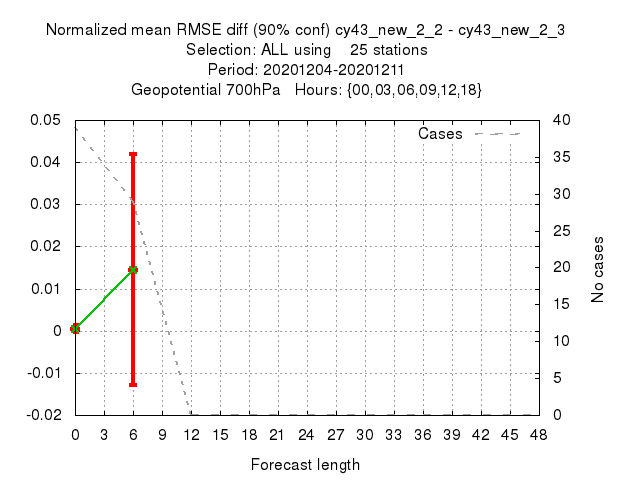 Normalized mean RMSE diff (90% conf) cy43_new_2_2 - cy43_new_2_3
Selection: ALL using    25 stations
Period: 20201204-20201211
Geopotential 700hPa   Hours: {00,03,06,09,12,18}
Cases
0.05
0.04
0.03
0.02
0.01
0
-0.01
-0.02
40
35
30
25
20
15
10
5
0
No cases
0 3 6 9 12 15 18 21 24 27 30 33 36 39 42 45 48
Forecast length